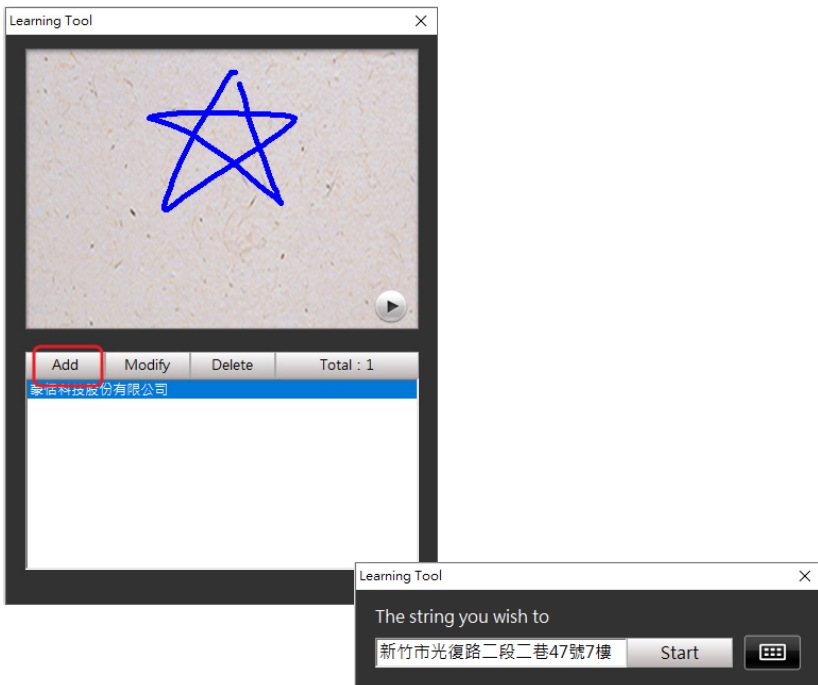 Learning Tool
Add Modify Delete Total : 1
蒙恬科技股份有限公司
Learning Tool
The string you wish to
新竹市光復路二段二巷47號7樓 Start